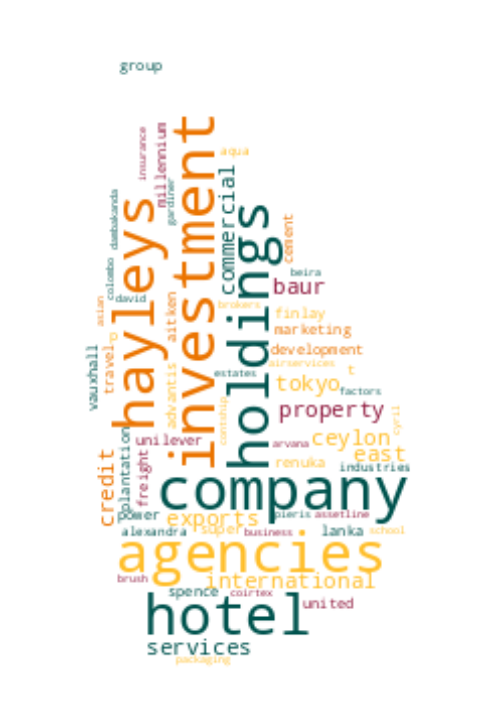 group
insurance
millennium
investment
aqua
gardiner
commercial
dambakanda
hayleys
holdings
cement
colombo
beira
baur
david
asian
brokers
aitken
finlay
marketing
vauxhall
travel
p
development
airservices
t
estates
tokyo
factors
advantis
containip
property
cyril
plantation
unilever
arvana
ceylon
east
credit
freight
renuka
industries
company
power
exports
pieris
assetline
alexandra
super
business
lanka
school
agencies
brush
international
spence
coirtex
united
hotel
services
packaging